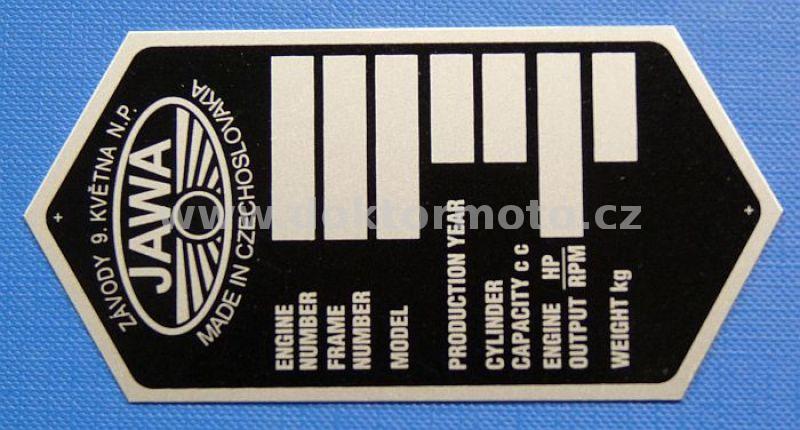 ZÁVODY 9. KVĚTNA N.P.
JAWA
MADE IN CZECHOSLOVAKIA
ENGINE
NUMBER
FRAME
NUMBER
MODEL
PRODUCTION YEAR
CYLINDER
CAPACITY c c
ENGINE HP
OUTPUT RPM
WEIGHT kg
www.doktormoto.cz